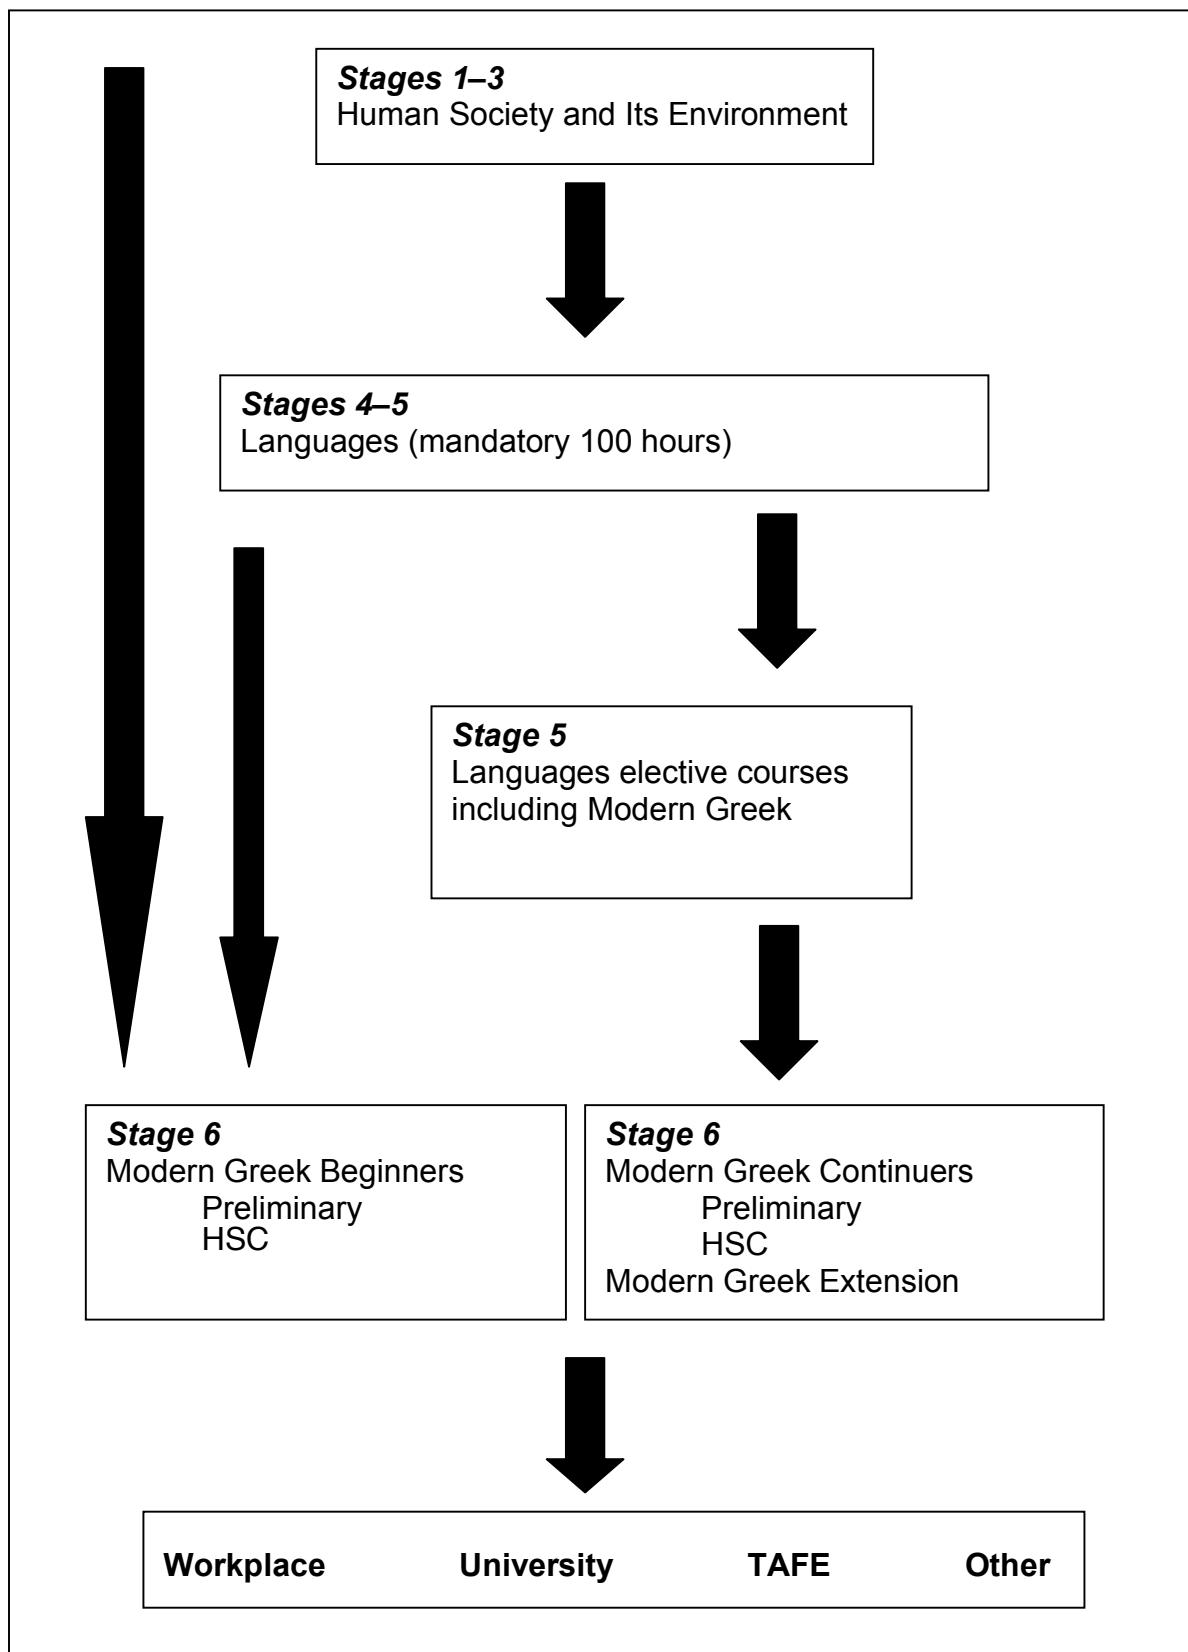 Stages 1–3
Human Society and Its Environment
Stages 4–5
Languages (mandatory 100 hours)
Stage 5
Languages elective courses
including Modern Greek
Stage 6
Modern Greek Beginners
Preliminary
HSC
Stage 6
Modern Greek Continuers
Preliminary
HSC
Modern Greek Extension
Workplace University TAFE Other